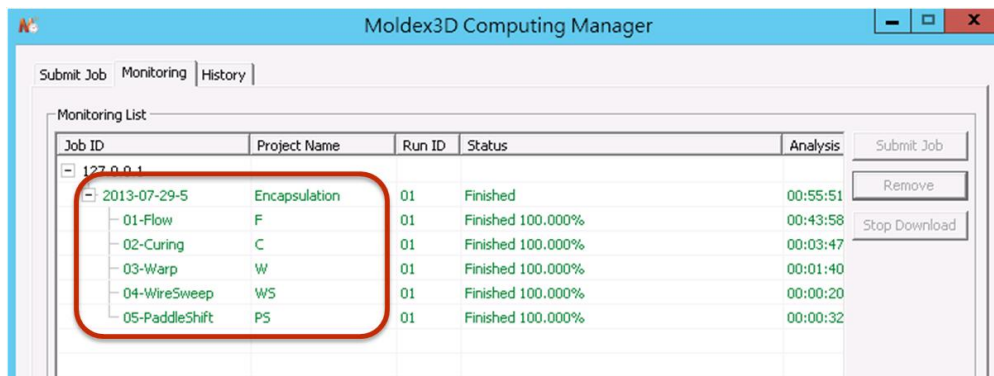 Moldex3D Computing Manager
Submit Job Monitoring History
Monitoring List
Job ID Project Name Run ID Status Analysis Submit Job
127.0.0.1
Remove
2013-07-29-5 Encapsulation 01 Finished 00:55:51
01-Flow F 01 Finished 100.000% 00:43:58
Stop Download
02-Curing C 01 Finished 100.000% 00:03:47
03-Warp W 01 Finished 100.000% 00:01:40
04-WireSweep WS 01 Finished 100.000% 00:00:20
05-PaddleShift PS 01 Finished 100.000% 00:00:32